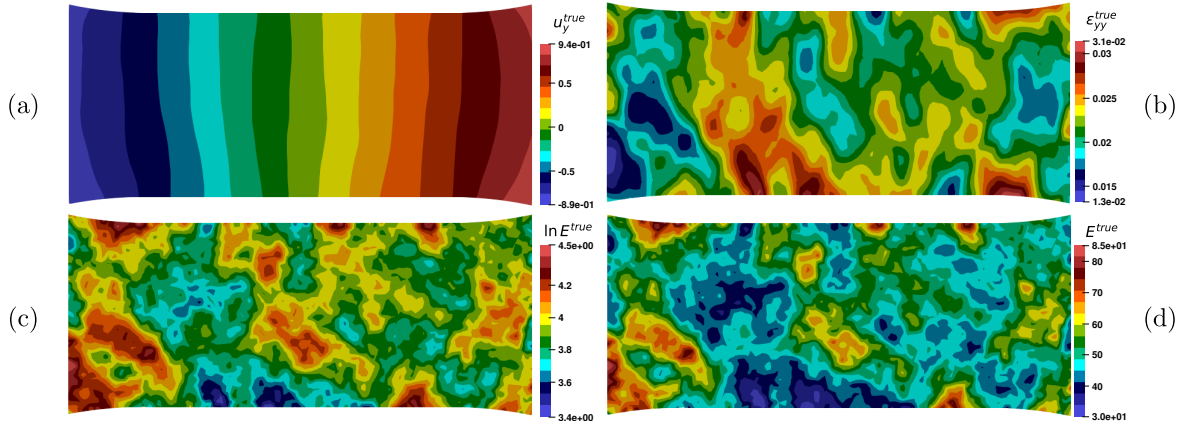 (a)
u_y^{true}
9.4e-01
0.5
0
-0.5
-8.9e-01
ε_{yy}^{true}
3.1e-02
0.03
0.025
0.02
0.015
1.3e-02
(b)
(c)
ln E^{true}
4.5e+00
4.2
4
3.8
3.6
3.4e+00
E^{true}
8.5e+01
80
70
60
50
40
3.0e+01
(d)